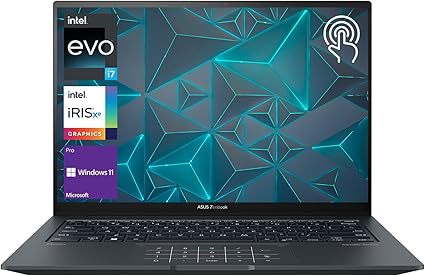 intel
evo
i7
intel.
iRIS Xe
GRAPHICS
Pro
Windows 11
Microsoft
ASUS Zenbook